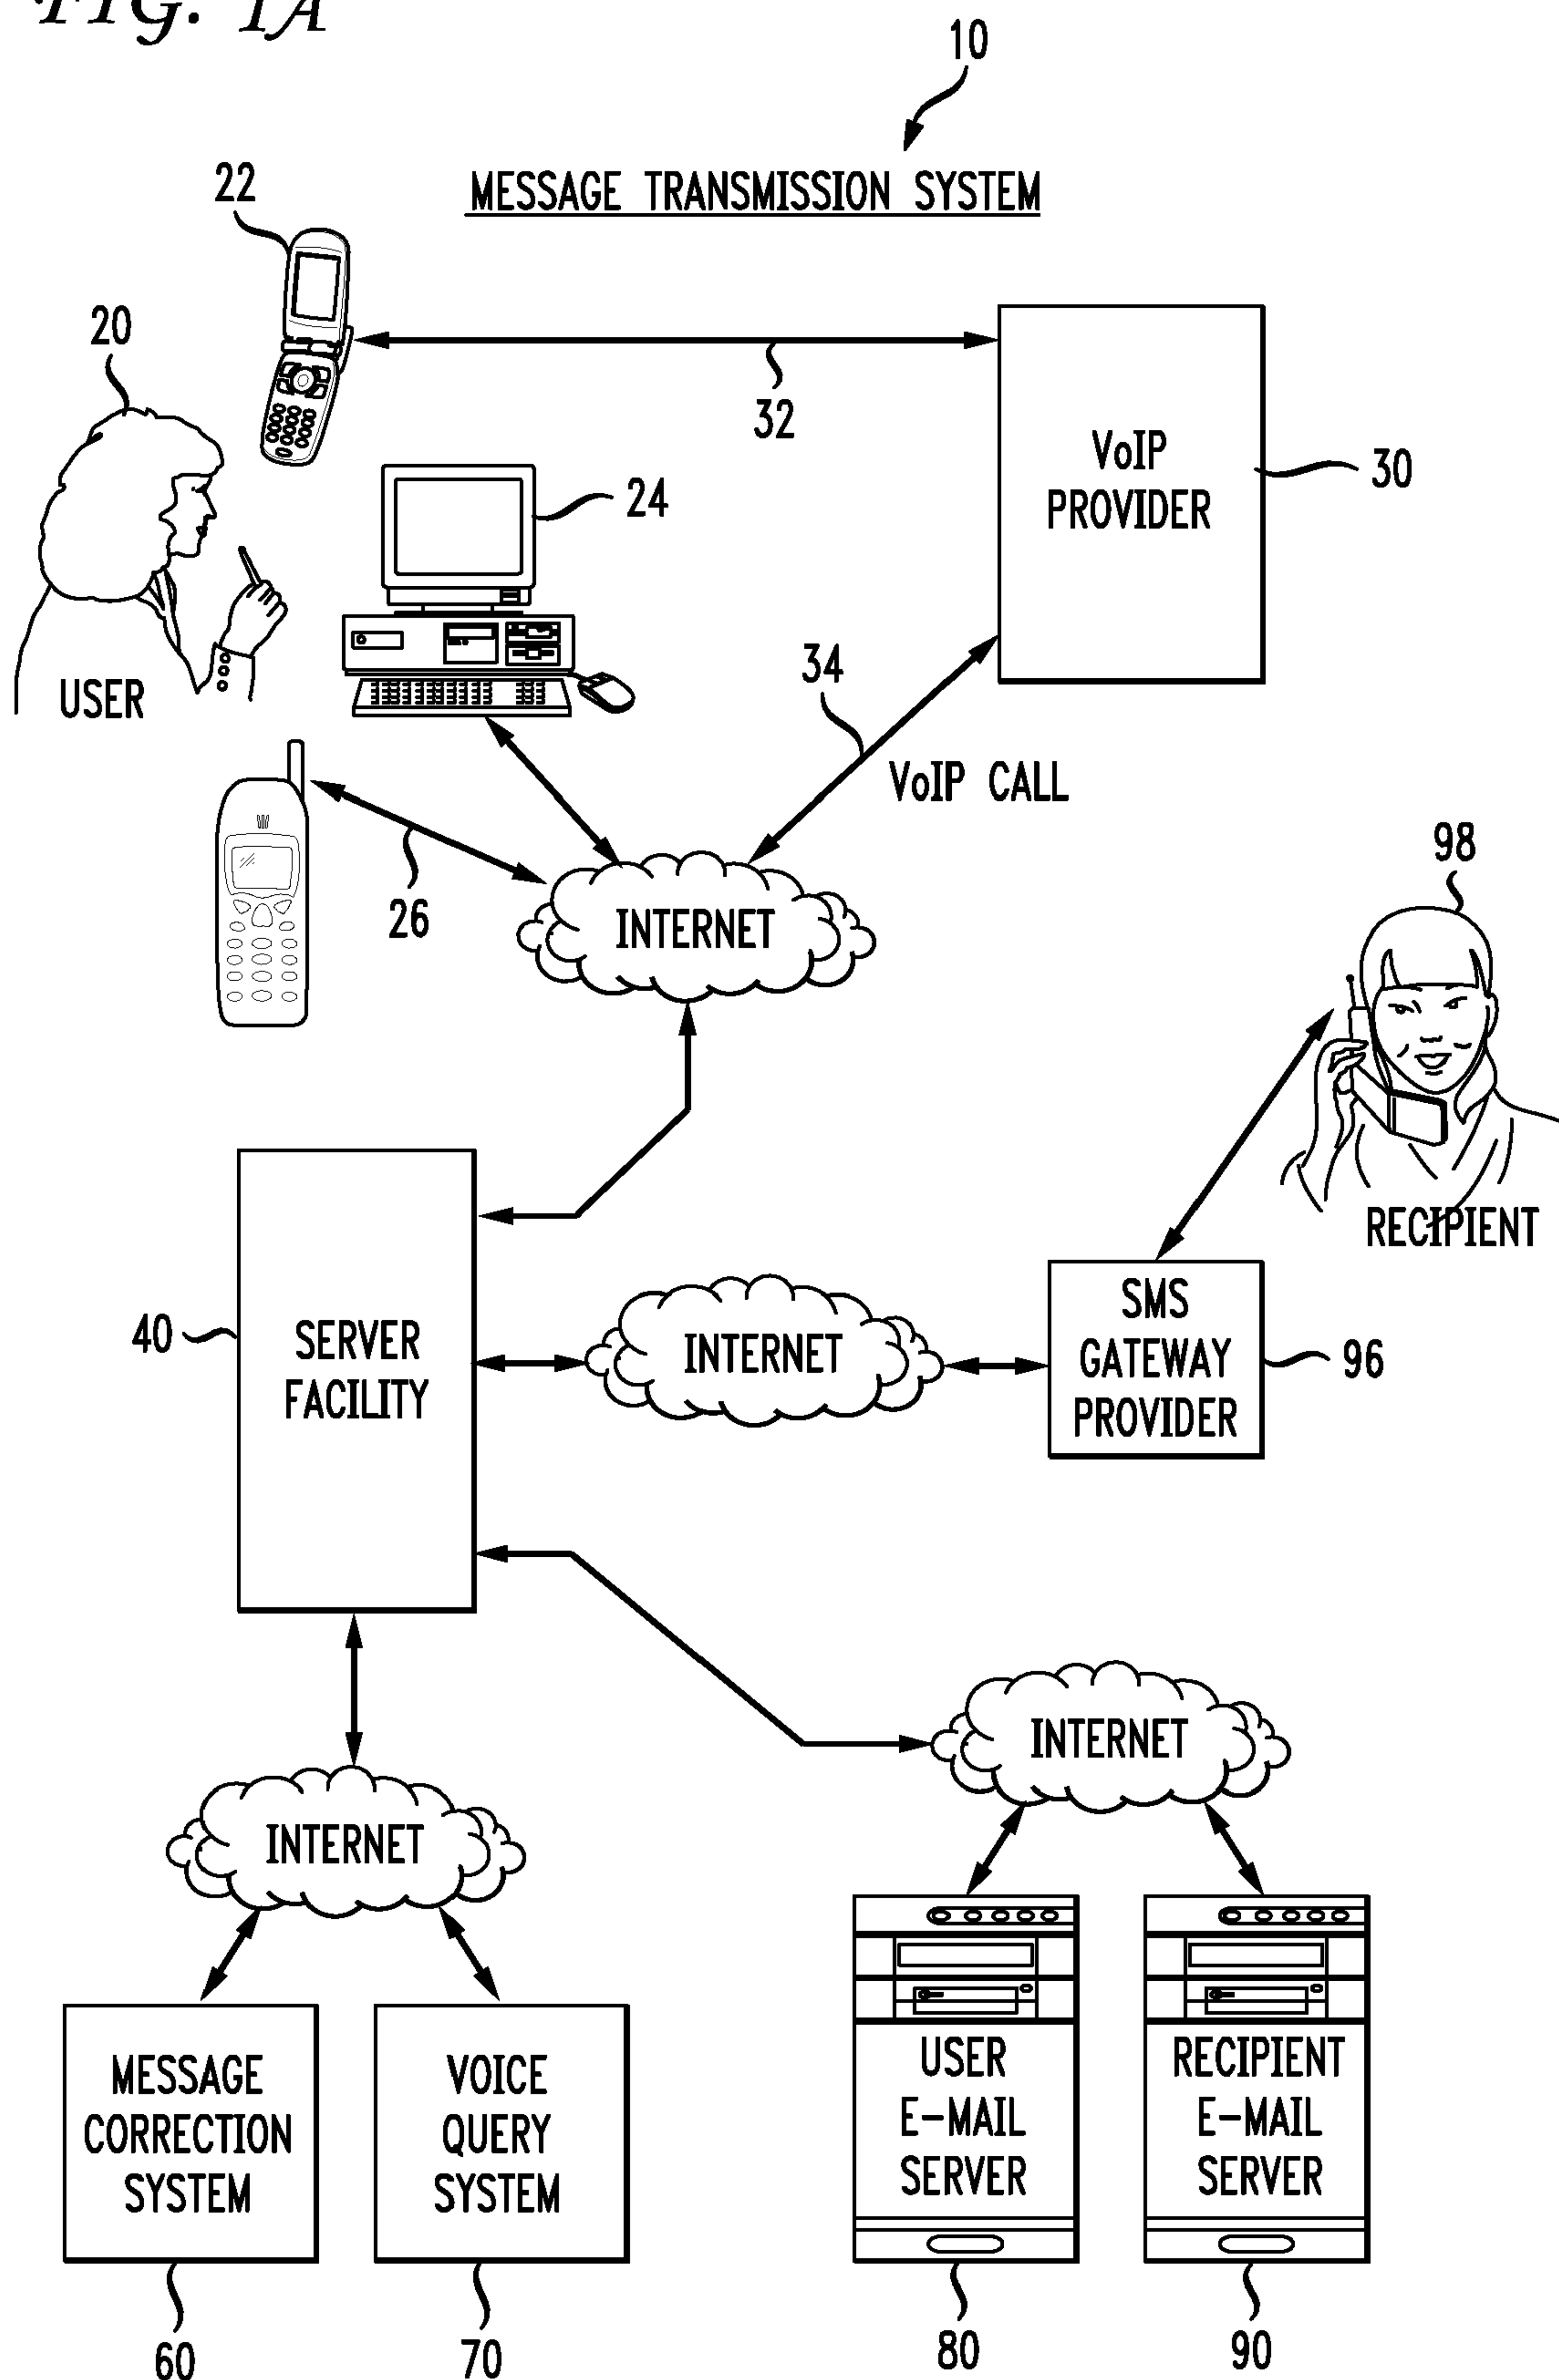 FIG. 1A
10
MESSAGE TRANSMISSION SYSTEM
22
20
32
VoIP
PROVIDER
30
24
USER
34
VoIP CALL
26
INTERNET
98
RECIPIENT
40
SERVER
FACILITY
INTERNET
SMS
GATEWAY
PROVIDER
96
INTERNET
INTERNET
MESSAGE
CORRECTION
SYSTEM
VOICE
QUERY
SYSTEM
USER
E-MAIL
SERVER
RECIPIENT
E-MAIL
SERVER
60
70
80
90